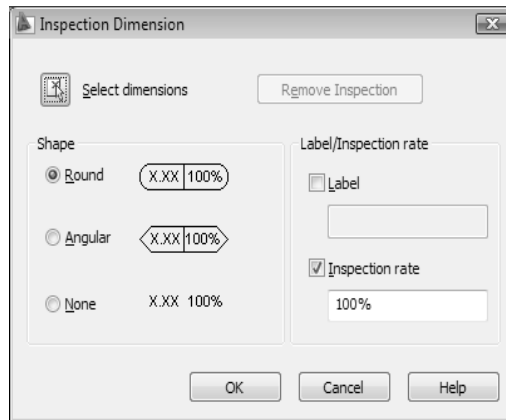 Inspection Dimension
Select dimensions
Remove Inspection
Shape
Round
X.XX 100%
Angular
X.XX 100%
None
X.XX 100%
Label/Inspection rate
Label
Inspection rate
100%
OK
Cancel
Help